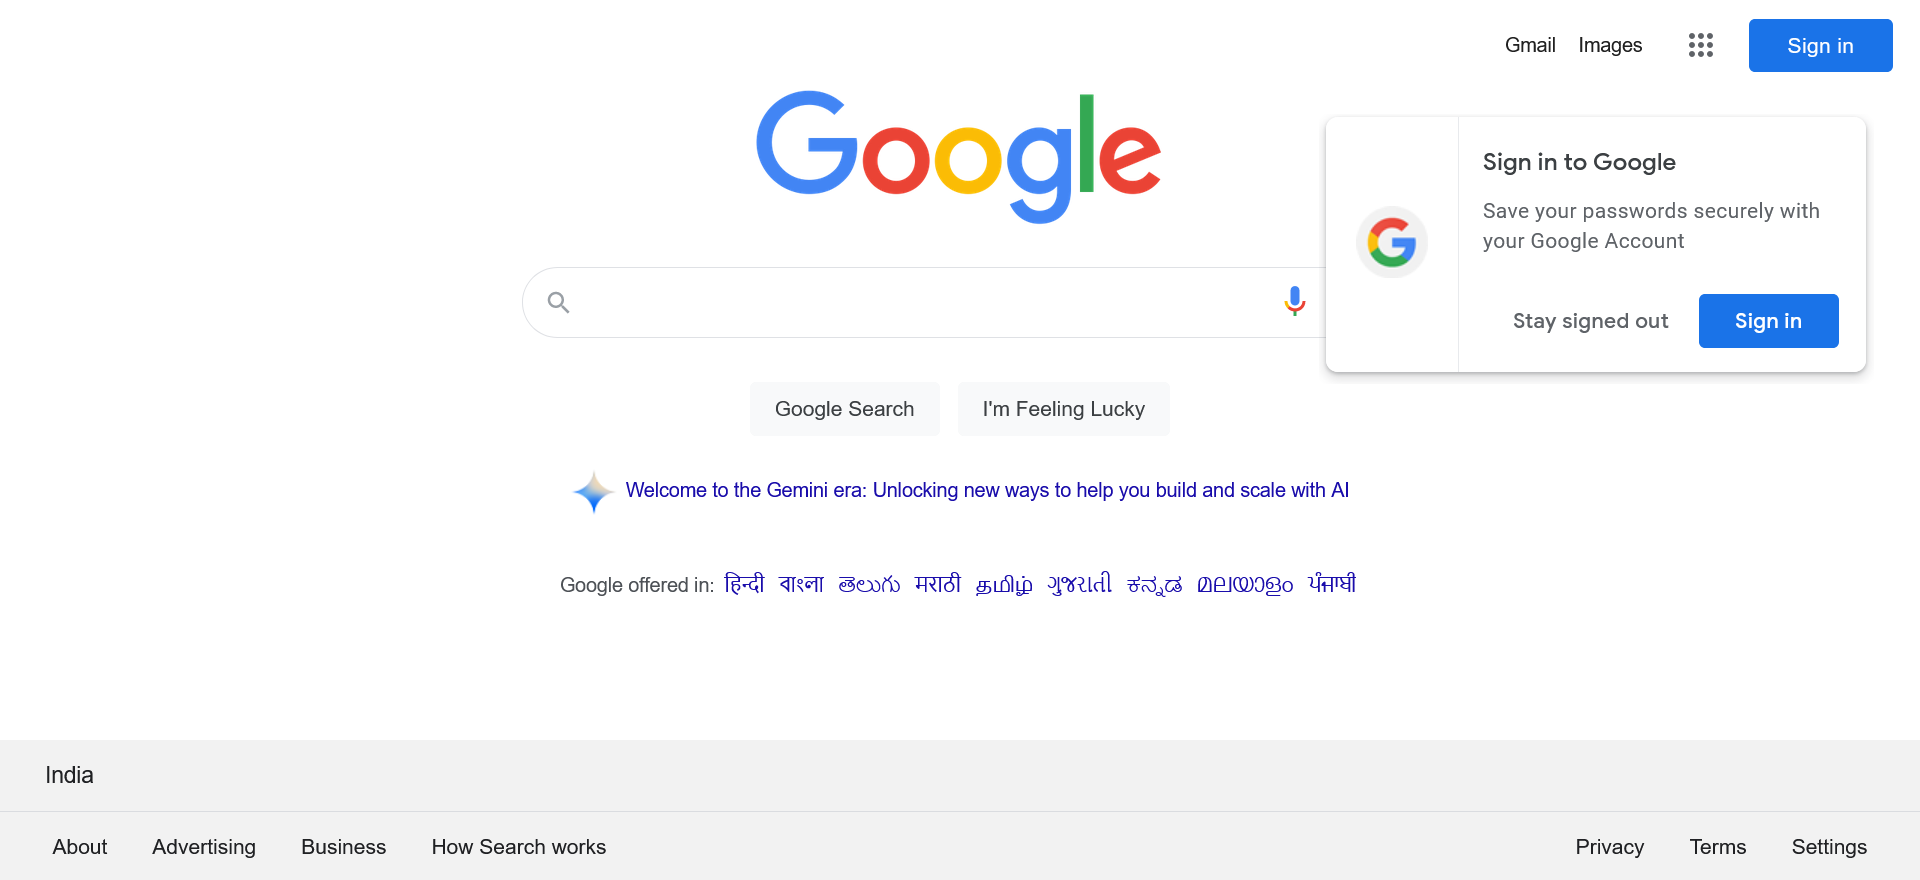 Gmail Images Sign in
Google
Sign in to Google
Save your passwords securely with
your Google Account
Stay signed out Sign in
Google Search I'm Feeling Lucky
Welcome to the Gemini era: Unlocking new ways to help you build and scale with AI
Google offered in: हिन्दी বাংলা తెలుగు मराठी தமிழ் ગુજરાતી ಕನ್ನಡ മലയാളം ਪੰਜਾਬੀ
India
About Advertising Business How Search works Privacy Terms Settings